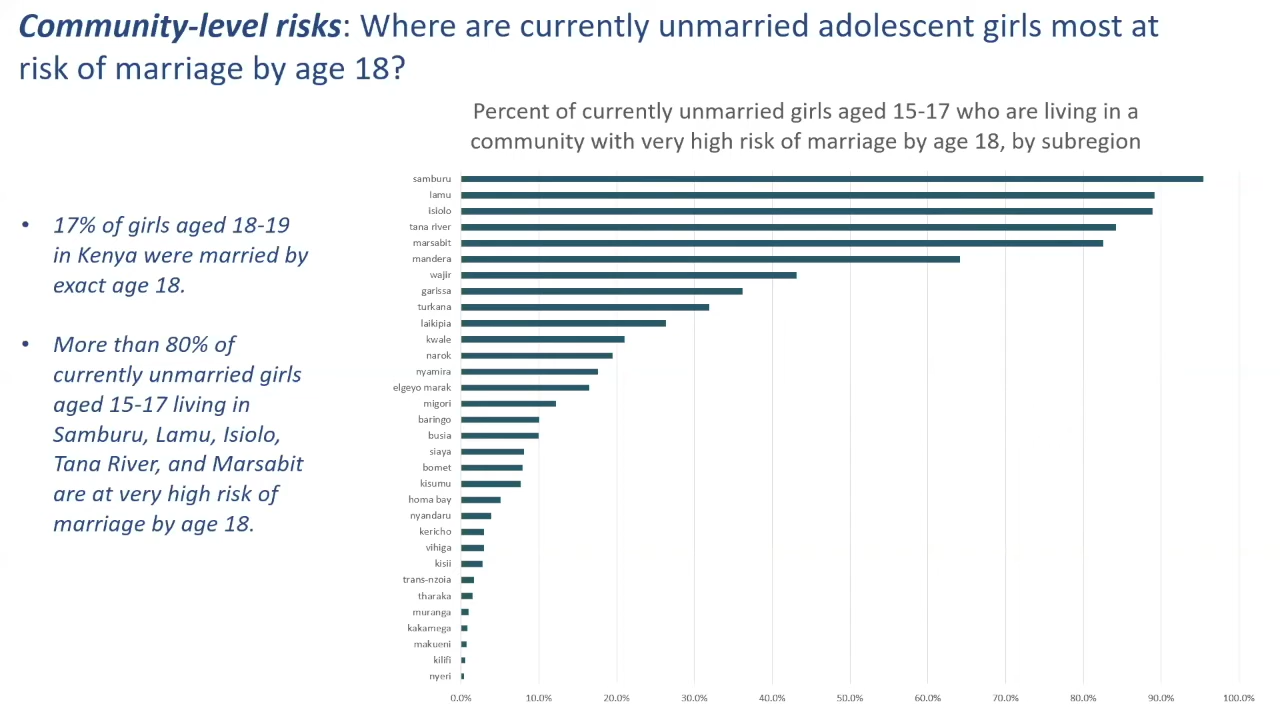 Community-level risks: Where are currently unmarried adolescent girls most at
risk of marriage by age 18?
Percent of currently unmarried girls aged 15-17 who are living in a
community with very high risk of marriage by age 18, by subregion
• 17% of girls aged 18-19
in Kenya were married by
exact age 18.
• More than 80% of
currently unmarried girls
aged 15-17 living in
Samburu, Lamu, Isiolo,
Tana River, and Marsabit
are at very high risk of
marriage by age 18.
samburu
lamu
isiolo
tana river
marsabit
mandera
wajir
garissa
turkana
laikipia
kwale
narok
nyamira
elgeyo marak
migori
baringo
busia
siaya
bomet
kisumu
homa bay
nyandaru
kericho
vihiga
kisii
trans-nzoia
tharaka
muranga
kakamega
makueni
kilifi
nyeri
0.0% 10.0% 20.0% 30.0% 40.0% 50.0% 60.0% 70.0% 80.0% 90.0% 100.0%